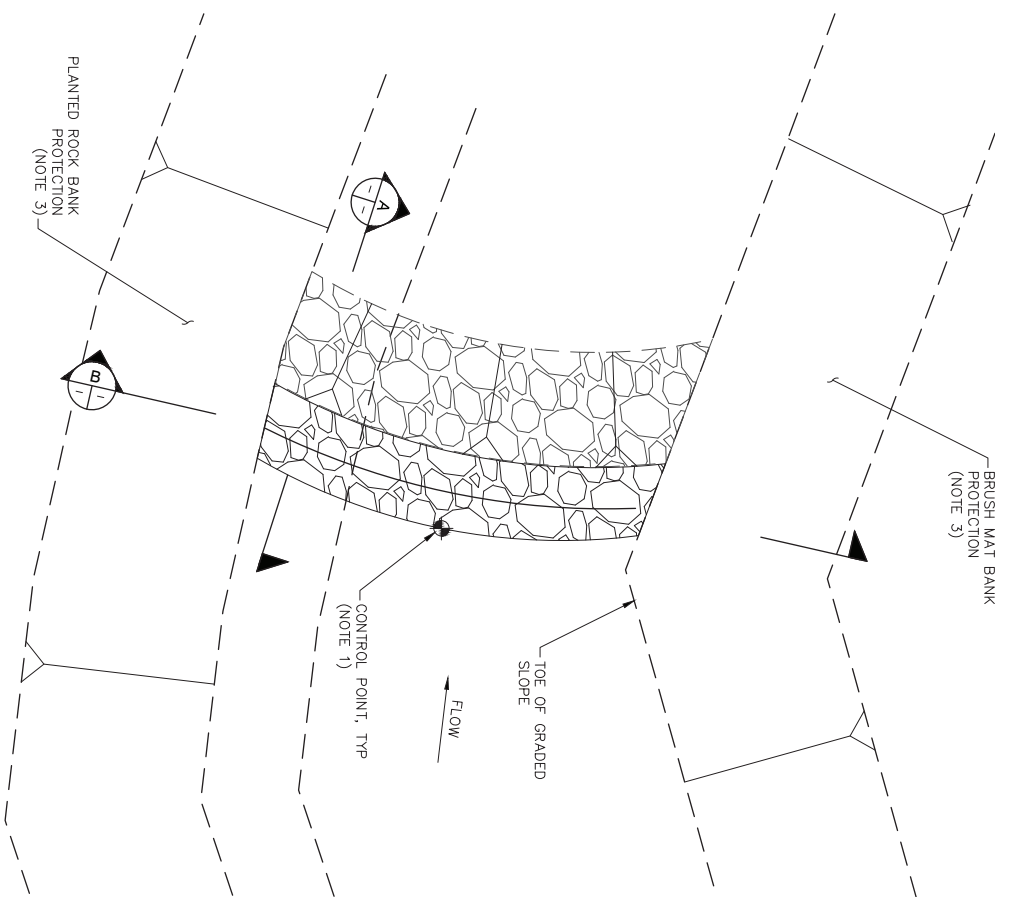 PLANTED ROCK BANK
PROTECTION
(NOTE 3)
A
B
BRUSH MAT BANK
PROTECTION
(NOTE 3)
CONTROL POINT, TYP
(NOTE 1)
TOE OF GRADED
SLOPE
FLOW